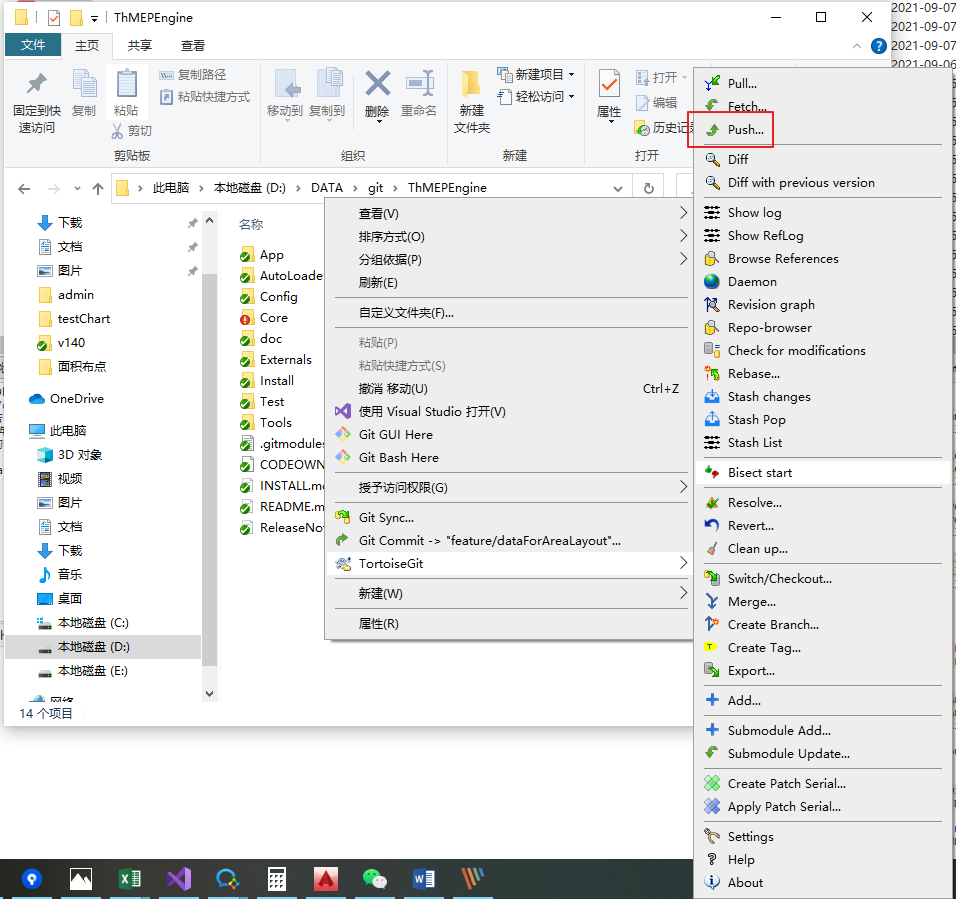 ThMEPEngine
2021-09-07
2021-09-07
2021-09-07
2021-09-06
文件
主页
共享
查看
固定到快
速访问
复制
粘贴
复制路径
粘贴快捷方式
剪切
剪贴板
移动到
复制到
删除
重命名
组织
新建
文件夹
新建项目
轻松访问
新建
属性
打开
编辑
历史记录
打开
此电脑
本地磁盘 (D:)
DATA
git
ThMEPEngine
下载
文档
图片
admin
testChart
v140
面积布点
OneDrive
此电脑
3D 对象
视频
图片
文档
下载
音乐
桌面
本地磁盘 (C:)
本地磁盘 (D:)
本地磁盘 (E:)
网络
14 个项目
名称
App
AutoLoade
Config
Core
doc
Externals
Install
Test
Tools
.gitmodules
CODEOWN
INSTALL.m
README.m
ReleaseNo
查看(V)
排序方式(O)
分组依据(P)
刷新(E)
自定义文件夹(F)...
粘贴(P)
粘贴快捷方式(S)
撤消 移动(U) Ctrl+Z
使用 Visual Studio 打开(V)
Git GUI Here
Git Bash Here
授予访问权限(G)
Git Sync...
Git Commit -> "feature/dataForAreaLayout"...
TortoiseGit
新建(W)
属性(R)
Pull...
Fetch...
Push...
Diff
Diff with previous version
Show log
Show RefLog
Browse References
Daemon
Revision graph
Repo-browser
Check for modifications
Rebase...
Stash changes
Stash Pop
Stash List
Bisect start
Resolve...
Revert...
Clean up...
Switch/Checkout...
Merge...
Create Branch...
Create Tag...
Export...
Add...
Submodule Add...
Submodule Update...
Create Patch Serial...
Apply Patch Serial...
Settings
Help
About